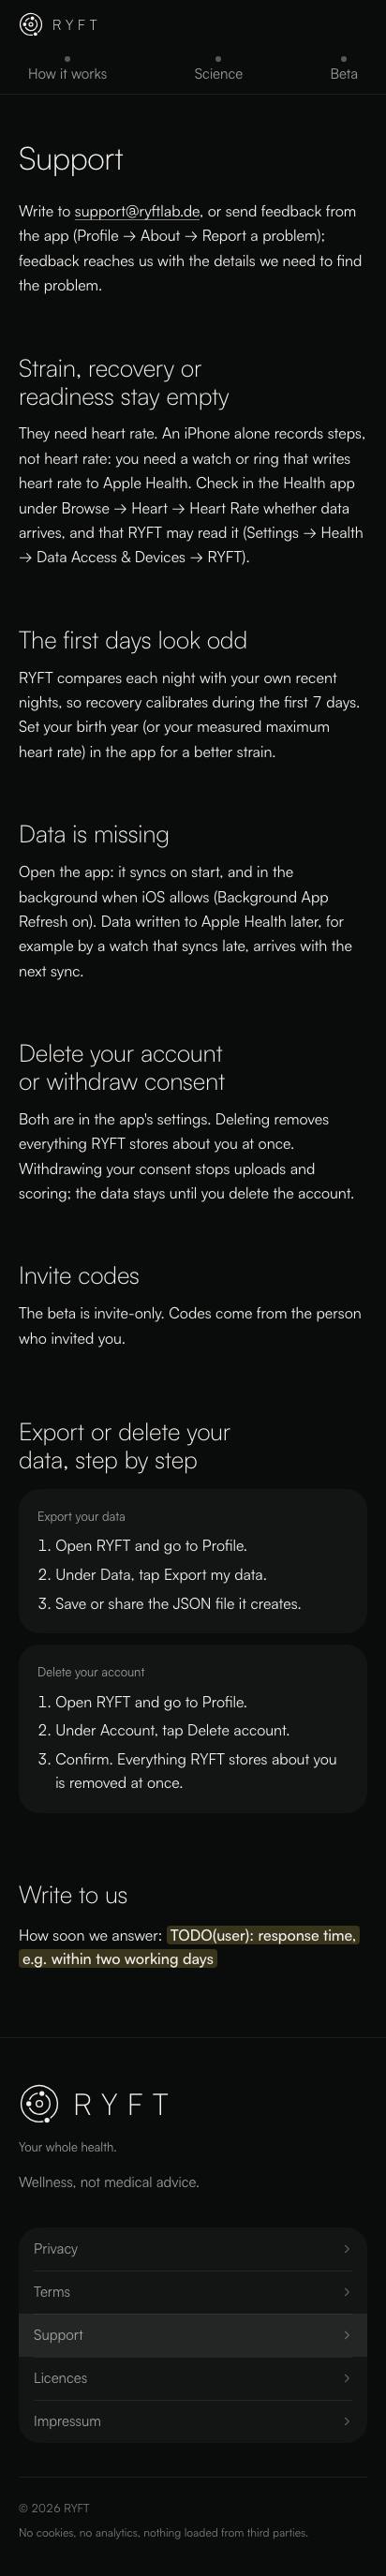 RYFT
How it works
Science
Beta
Support
Write to support@ryftlab.de, or send feedback from
the app (Profile → About → Report a problem);
feedback reaches us with the details we need to find
the problem.
Strain, recovery or
readiness stay empty
They need heart rate. An iPhone alone records steps,
not heart rate: you need a watch or ring that writes
heart rate to Apple Health. Check in the Health app
under Browse → Heart → Heart Rate whether data
arrives, and that RYFT may read it (Settings → Health
→ Data Access & Devices → RYFT).
The first days look odd
RYFT compares each night with your own recent
nights, so recovery calibrates during the first 7 days.
Set your birth year (or your measured maximum
heart rate) in the app for a better strain.
Data is missing
Open the app: it syncs on start, and in the
background when iOS allows (Background App
Refresh on). Data written to Apple Health later, for
example by a watch that syncs late, arrives with the
next sync.
Delete your account
or withdraw consent
Both are in the app's settings. Deleting removes
everything RYFT stores about you at once.
Withdrawing your consent stops uploads and
scoring; the data stays until you delete the account.
Invite codes
The beta is invite-only. Codes come from the person
who invited you.
Export or delete your
data, step by step
Export your data
1. Open RYFT and go to Profile.
2. Under Data, tap Export my data.
3. Save or share the JSON file it creates.
Delete your account
1. Open RYFT and go to Profile.
2. Under Account, tap Delete account.
3. Confirm. Everything RYFT stores about you
is removed at once.
Write to us
How soon we answer: TODO(user): response time,
e.g. within two working days
RYFT
Your whole health.
Wellness, not medical advice.
Privacy
Terms
Support
Licences
Impressum
© 2026 RYFT
No cookies, no analytics, nothing loaded from third parties.